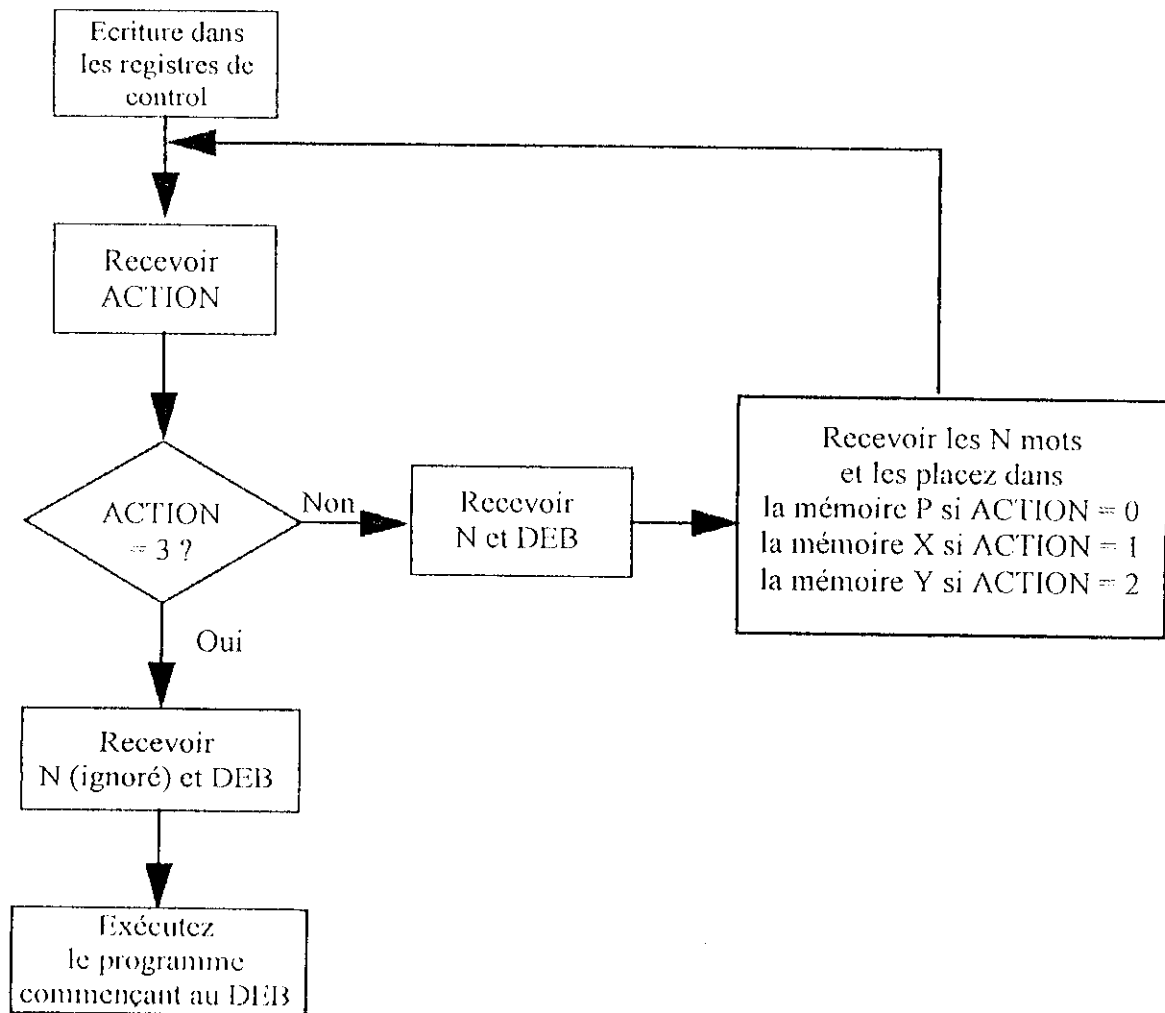 Ecriture dans
les registres de
control
Recevoir
ACTION
ACTION
= 3 ?
Non
Recevoir
N et DEB
Recevoir les N mots
et les placez dans
la mémoire P si ACTION = 0
la mémoire X si ACTION = 1
la mémoire Y si ACTION = 2
Oui
Recevoir
N (ignoré) et DEB
Exécutez
le programme
commençant au DEB